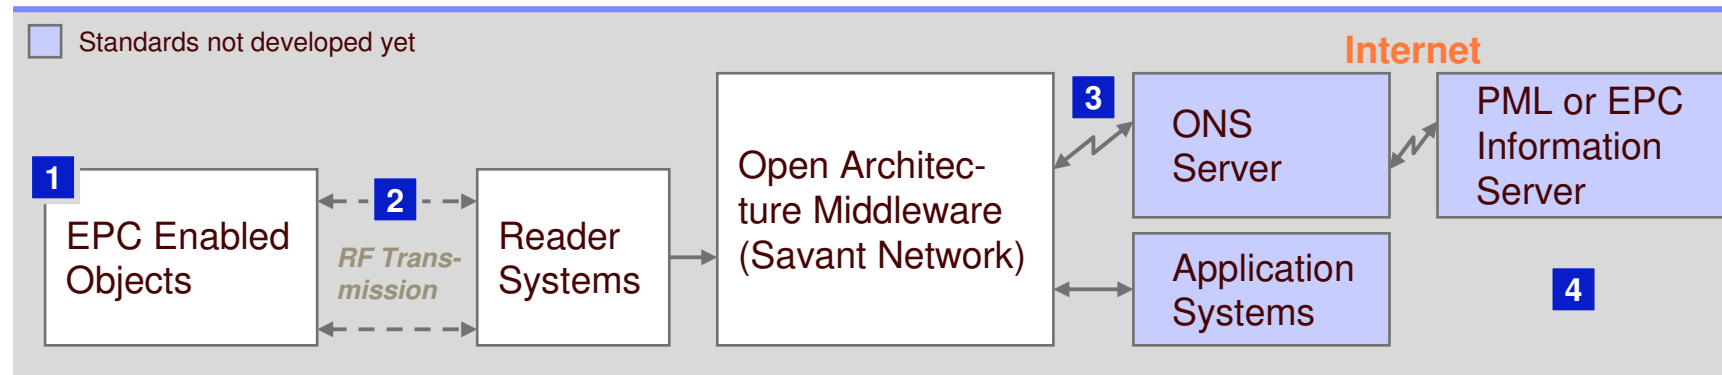 Standards not developed yet
Internet
1
EPC Enabled
Objects
2
RF Trans-
mission
Reader
Systems
Open Architec-
ture Middleware
(Savant Network)
3
ONS
Server
PML or EPC
Information
Server
Application
Systems
4